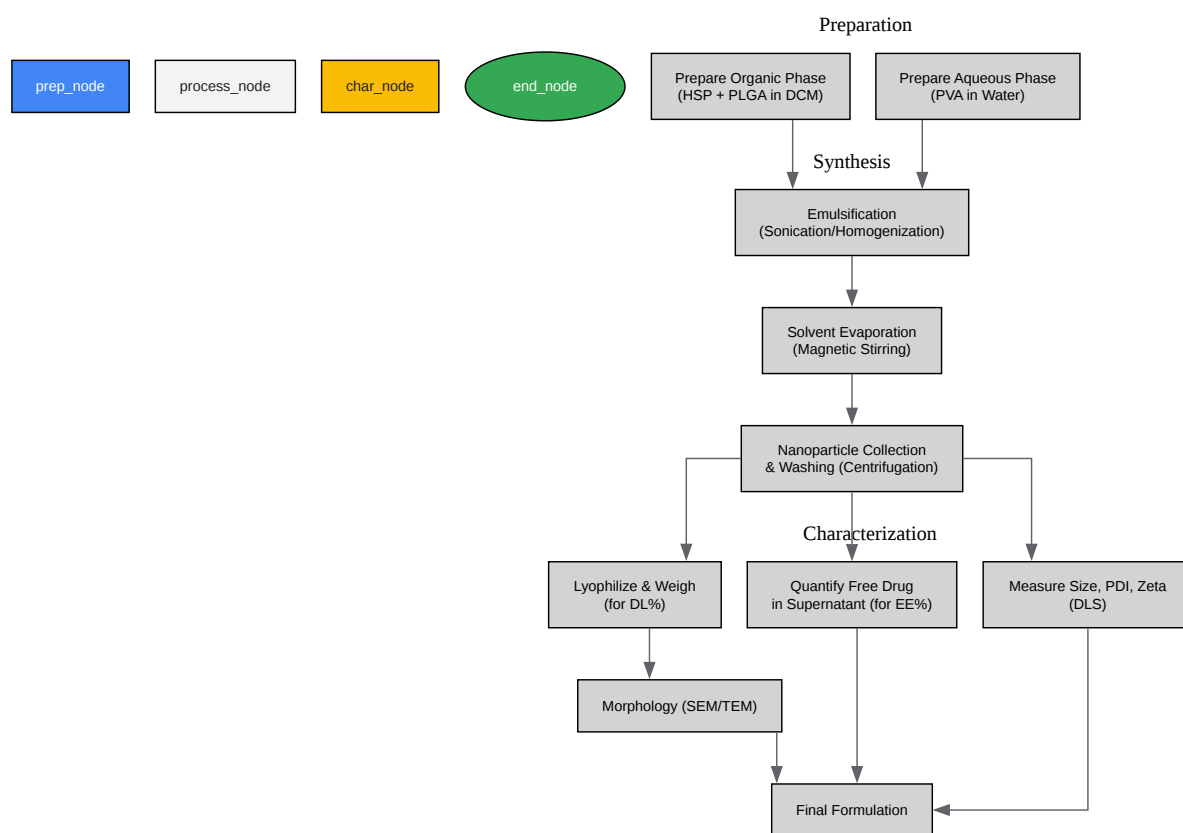 Preparation
prep_node
process_node
char_node
end_node
Prepare Organic Phase
(HSP + PLGA in DCM)
Prepare Aqueous Phase
(PVA in Water)
Synthesis
Emulsification
(Sonication/Homogenization)
Solvent Evaporation
(Magnetic Stirring)
Nanoparticle Collection
& Washing (Centrifugation)
Characterization
Lyophilize & Weigh
(for DL%)
Quantify Free Drug
in Supernatant (for EE%)
Measure Size, PDI, Zeta
(DLS)
Morphology (SEM/TEM)
Final Formulation